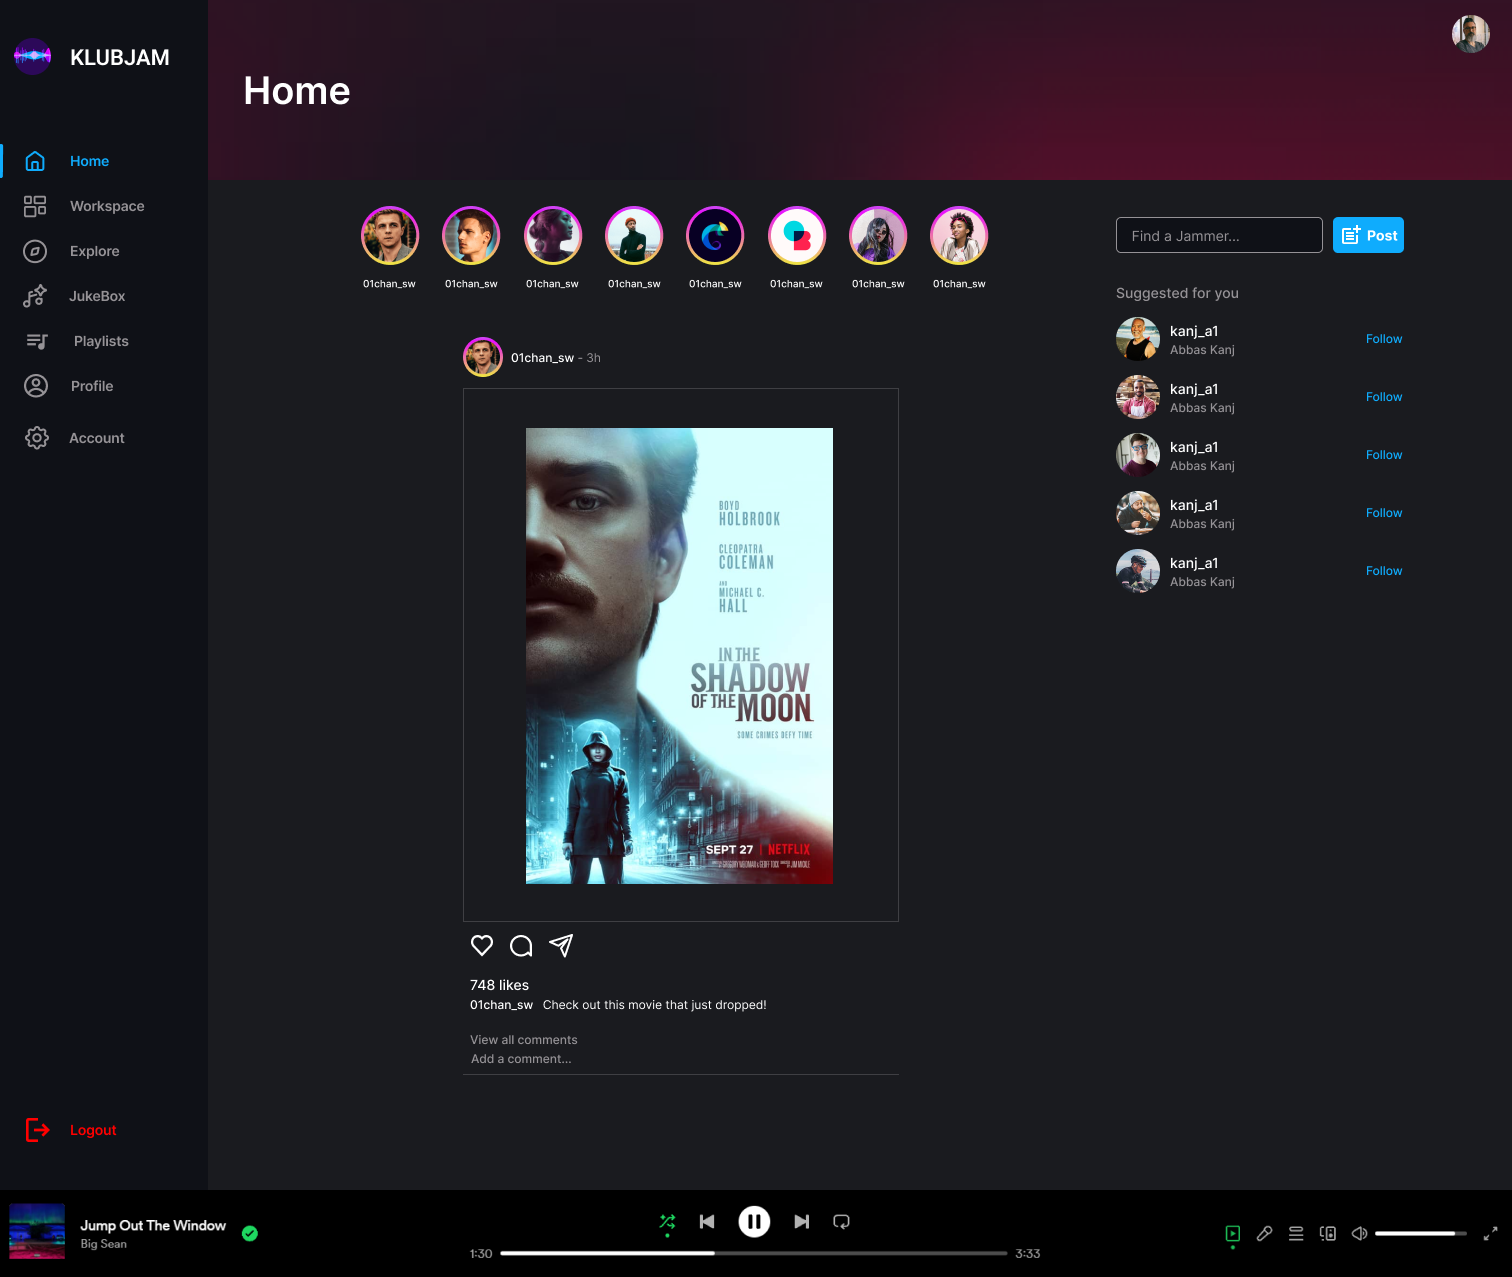 KLUBJAM
Home
Workspace
Explore
JukeBox
Playlists
Profile
Account
Logout
Home
01chan_sw 01chan_sw 01chan_sw 01chan_sw 01chan_sw 01chan_sw 01chan_sw 01chan_sw
01chan_sw - 3h
BOYD
HOLBROOK
CLEOPATRA
COLEMAN
AND
MICHAEL C.
HALL
IN THE
SHADOW
OF THE MOON
SOME CRIMES DEFY TIME
SEPT 27 | NETFLIX
748 likes
01chan_sw Check out this movie that just dropped!
View all comments
Add a comment...
Find a Jammer...
Post
Suggested for you
kanj_a1
Abbas Kanj
Follow
kanj_a1
Abbas Kanj
Follow
kanj_a1
Abbas Kanj
Follow
kanj_a1
Abbas Kanj
Follow
kanj_a1
Abbas Kanj
Follow
Jump Out The Window
Big Sean
1:30
3:33